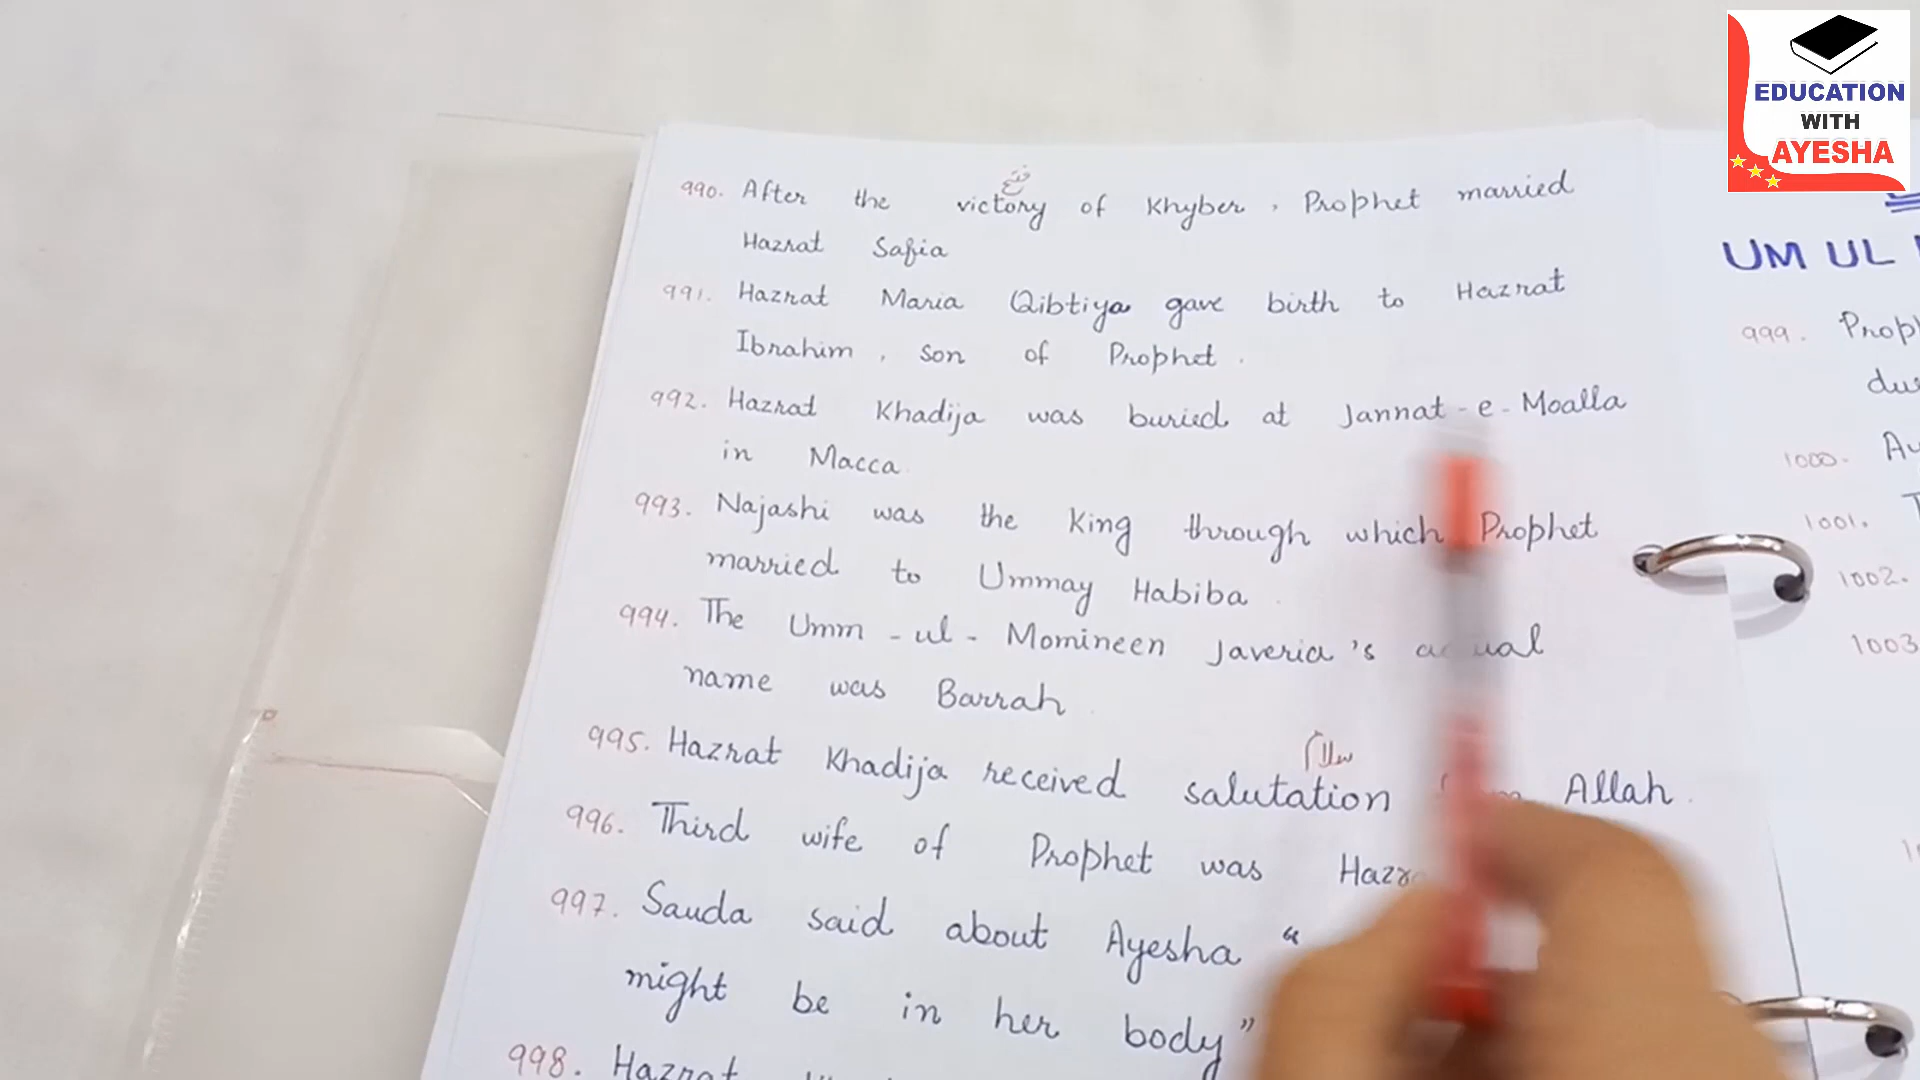 EDUCATION
WITH
AYESHA
فتح
990. After the victory of Khyber, Prophet married
Hazrat Safia
991. Hazrat Maria Qibtiya gave birth to Hazrat
Ibrahim, son of Prophet.
992. Hazrat Khadija was buried at Jannat-e-Moalla
in Macca
993. Najashi was the King through which Prophet
married to Ummay Habiba
994. The Umm-ul-Momineen Javeria's
name was Barrah
سلام
995. Hazrat Khadija received salutation Allah.
996. Third wife of Prophet was
997. Sauda said about Ayesha "
might be in her body"
998. Hazrat
UM UL
999.
1000.
1001.
1002.
1003